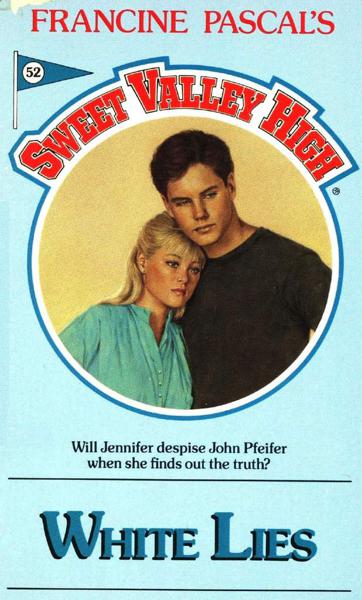 FRANCINE PASCAL'S
52
SWEET VALLEY HIGH
®
Will Jennifer despise John Pfeifer
when she finds out the truth?
WHITE LIES